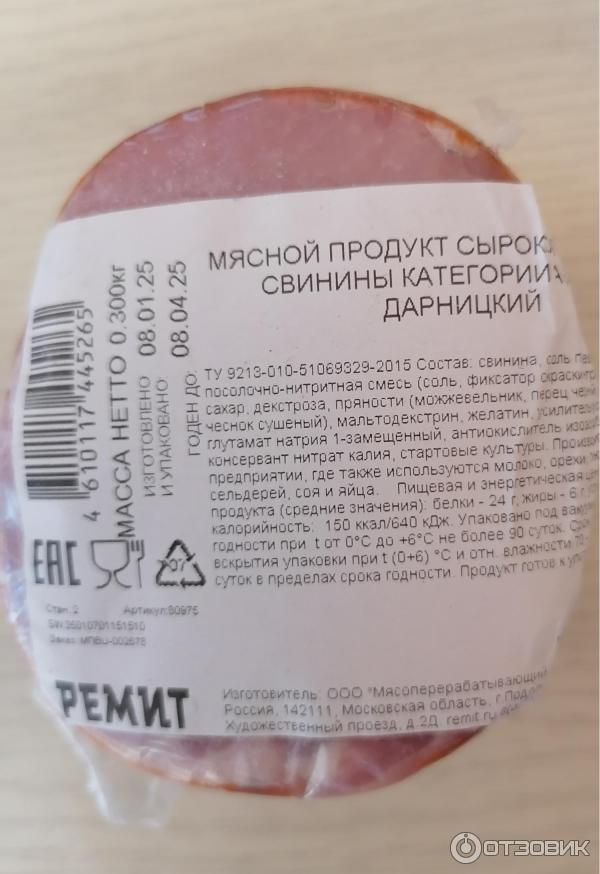 МЯСНОЙ ПРОДУКТ
СВИНИНЫ КАТЕГОРИИ А
ДАРНИЦКИЙ
ТУ 9213-010-51069329-2015 Состав: свинина, соль
посолочно-нитритная смесь (соль, фиксатор окраски
сахар, декстроза, пряности (можжевельник, перец
чеснок сушеный), мальтодекстрин, желатин,
глутамат натрия 1-замещенный, антиокислитель
консервант нитрат калия, стартовые культуры.
предприятии, где также используются молоко, орехи,
сельдерей, соя и яйца. Пищевая и энергетическая
продукта (средние значения): белки - 24 г, жиры - 6 г,
калорийность: 150 ккал/640 кДж. Упаковано под
годности при t от 0°С до +6°С не более 90 суток.
вскрытия упаковки при t (0+6) °С и отн. влажности
суток в пределах срока годности. Продукт готов к
4 610117 445265
МАССА НЕТТО 0.300кг
ИЗГОТОВЛЕНО
И УПАКОВАНО:
08.01.25
ГОДЕН ДО:
08.04.25
ЕАС
07
Стан.:2 Артикул:80975
SW.35010701151510
Заказ: МПВЦ-002678
РЕМИТ
Изготовитель: ООО "Мясоперерабатывающий
Россия, 142111, Московская область, г.
Художественный проезд, д.2Д. remit.ru
ОТЗОВИК